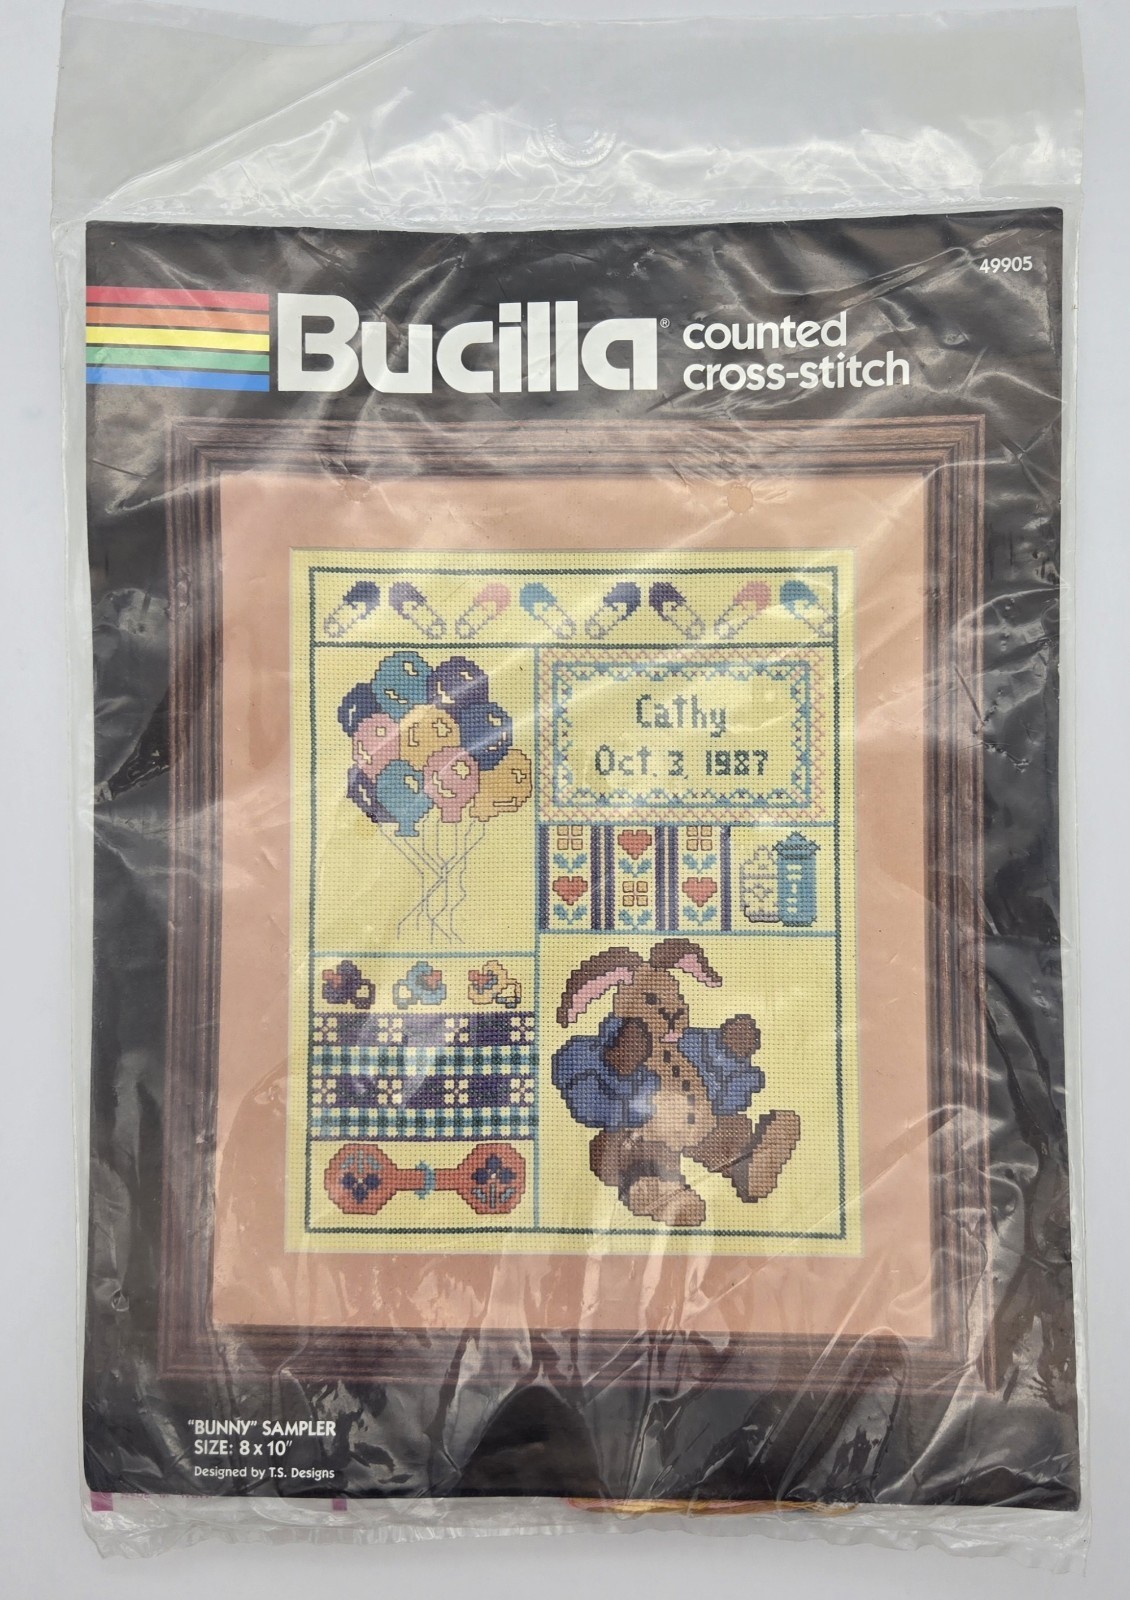 49905
Bucilla® counted
cross-stitch
Cathy
Oct. 3, 1987
"BUNNY" SAMPLER
SIZE: 8 x 10"
Designed by T.S. Designs